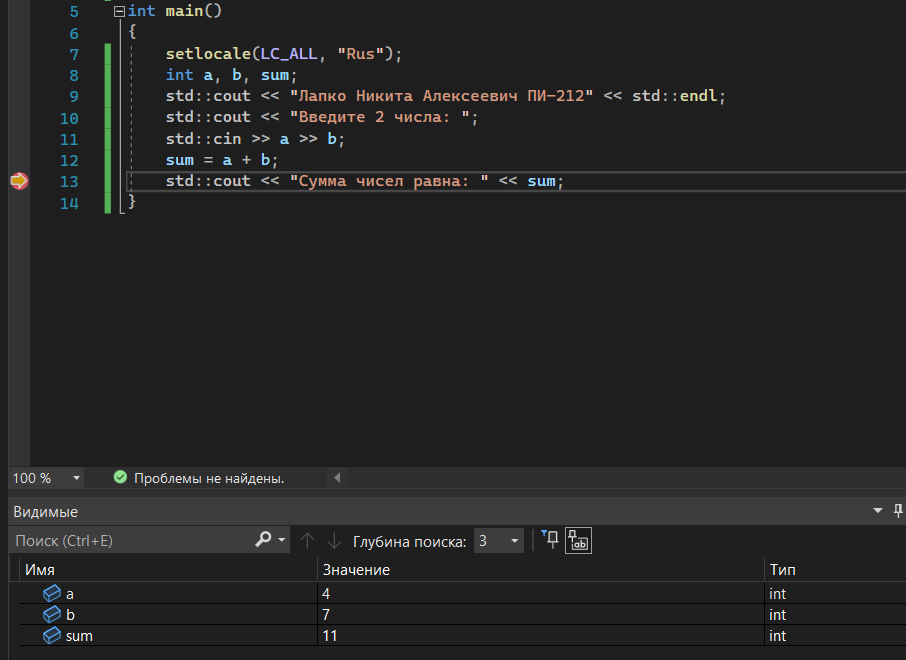 5 int main()
6 {
7 setlocale(LC_ALL, "Rus");
8 int a, b, sum;
9 std::cout << "Лапко Никита Алексеевич ПИ-212" << std::endl;
10 std::cout << "Введите 2 числа: ";
11 std::cin >> a >> b;
12 sum = a + b;
13 std::cout << "Сумма чисел равна: " << sum;
14 }
100 % Проблемы не найдены.
Видимые
Поиск (Ctrl+E) Глубина поиска: 3
Имя Значение Тип
a 4 int
b 7 int
sum 11 int